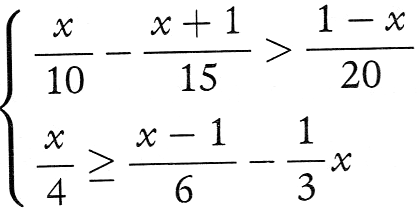 x/10 − (x + 1)/15 > (1 − x)/20
x/4 ≥ (x − 1)/6 − 1/3 x